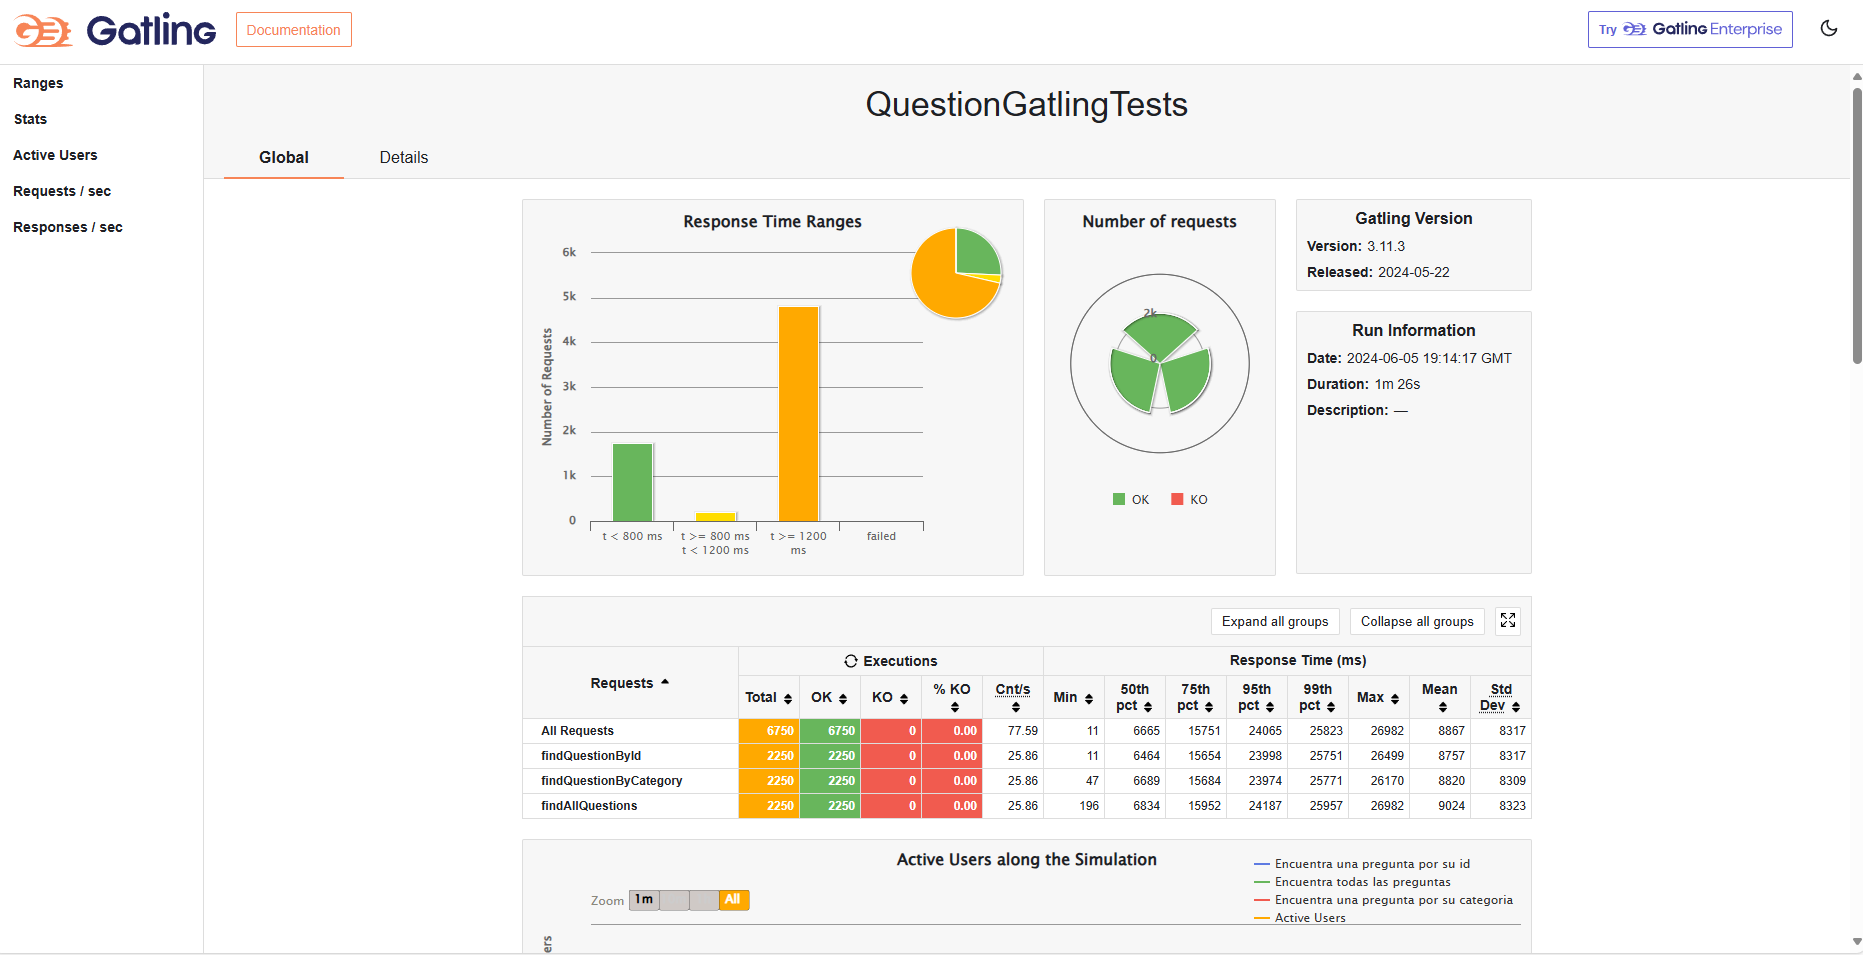 Gatling
Documentation
Try Gatling Enterprise
Ranges
Stats
Active Users
Requests / sec
Responses / sec
QuestionGatlingTests
Global Details
Response Time Ranges
Number of Requests
6k
5k
4k
3k
2k
1k
0
t < 800 ms
t >= 800 ms
t < 1200 ms
t >= 1200
ms
failed
Number of requests
2k
0
OK KO
Gatling Version
Version: 3.11.3
Released: 2024-05-22
Run Information
Date: 2024-06-05 19:14:17 GMT
Duration: 1m 26s
Description: —
Expand all groups Collapse all groups
Requests Executions Response Time (ms)
Total OK KO % KO Cnt/s Min 50th pct 75th pct 95th pct 99th pct Max Mean Std Dev
All Requests 6750 6750 0 0.00 77.59 11 6665 15751 24065 25823 26982 8867 8317
findQuestionById 2250 2250 0 0.00 25.86 11 6464 15654 23998 25751 26499 8757 8317
findQuestionByCategory 2250 2250 0 0.00 25.86 47 6689 15684 23974 25771 26170 8820 8309
findAllQuestions 2250 2250 0 0.00 25.86 196 6834 15952 24187 25957 26982 9024 8323
Active Users along the Simulation
Zoom 1m All
Encuentra una pregunta por su id
Encuentra todas las preguntas
Encuentra una pregunta por su categoria
Active Users
ers